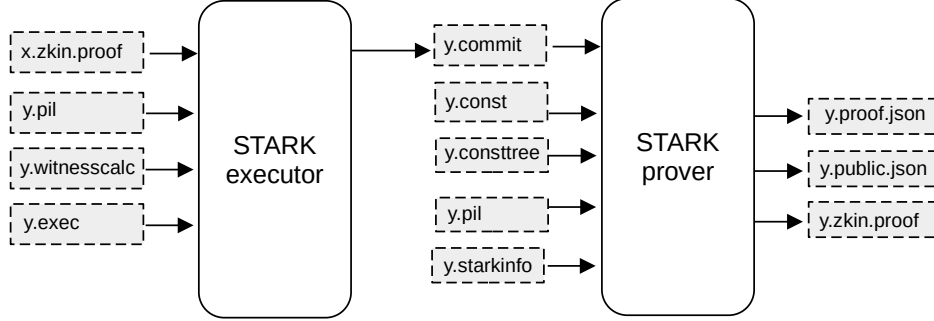 x.zkin.proof
y.pil
y.witnesscalc
y.exec
STARK
executor
y.commit
y.const
y.consttree
y.pil
y.starkinfo
STARK
prover
y.proof.json
y.public.json
y.zkin.proof